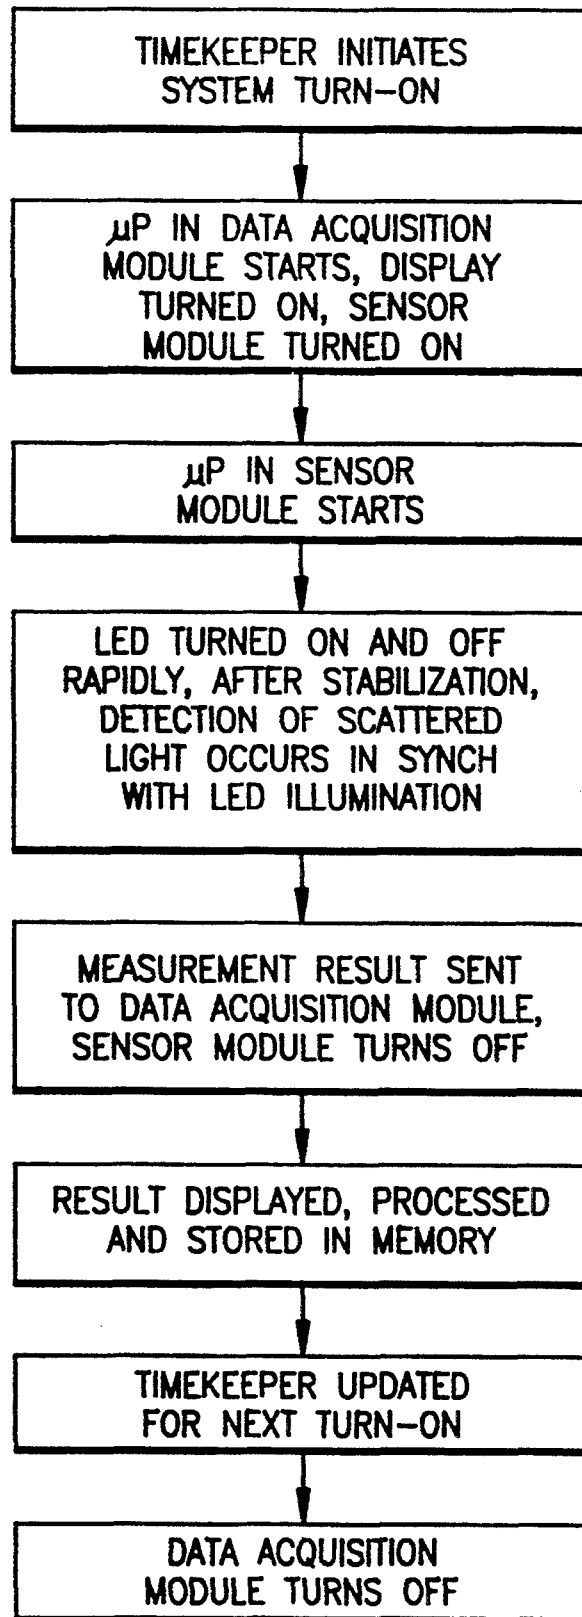 TIMEKEEPER INITIATES
SYSTEM TURN-ON
µP IN DATA ACQUISITION
MODULE STARTS, DISPLAY
TURNED ON, SENSOR
MODULE TURNED ON
µP IN SENSOR
MODULE STARTS
LED TURNED ON AND OFF
RAPIDLY, AFTER STABILIZATION,
DETECTION OF SCATTERED
LIGHT OCCURS IN SYNCH
WITH LED ILLUMINATION
MEASUREMENT RESULT SENT
TO DATA ACQUISITION MODULE,
SENSOR MODULE TURNS OFF
RESULT DISPLAYED, PROCESSED
AND STORED IN MEMORY
TIMEKEEPER UPDATED
FOR NEXT TURN-ON
DATA ACQUISITION
MODULE TURNS OFF